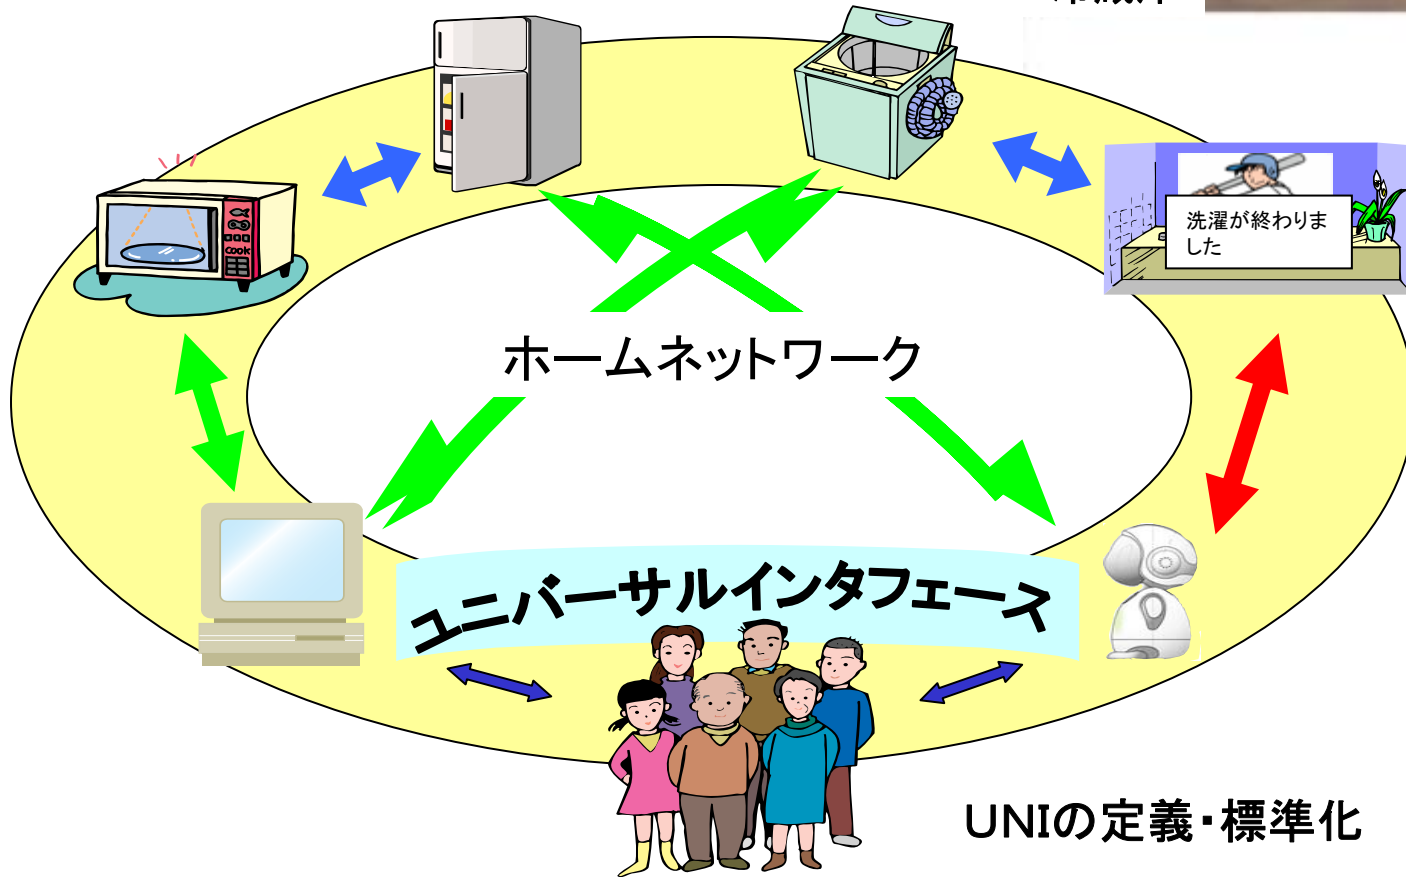 洗濯が終わりま
した
cook
ホームネットワーク
ユニバーサルインタフェース
UNIの定義・標準化